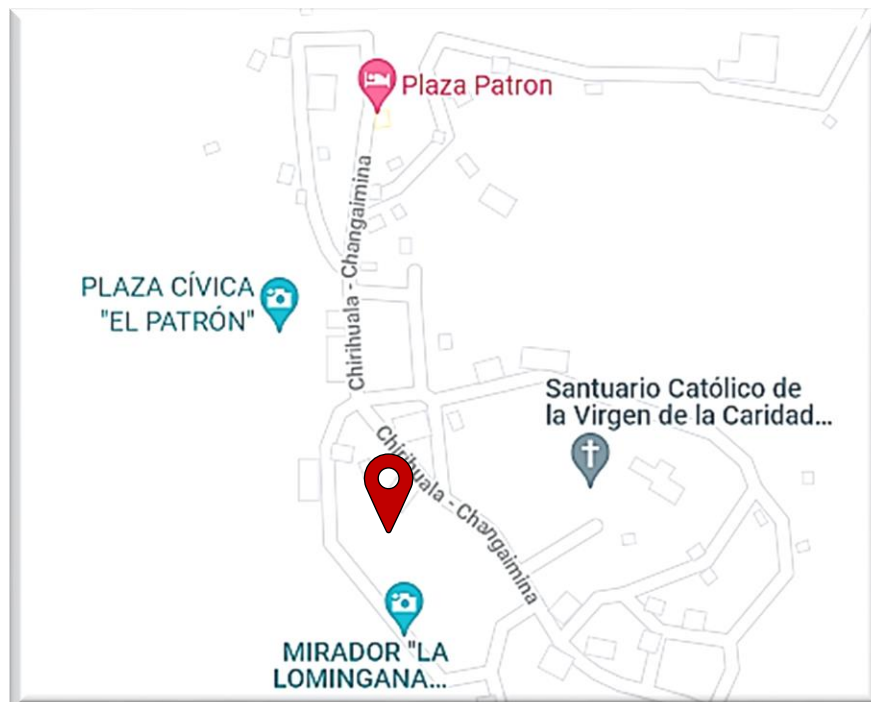 Plaza Patron
Chirihuala - Changaimina
PLAZA CÍVICA
"EL PATRÓN"
Santuario Católico de
la Virgen de la Caridad...
Chirihuala - Changaimina
MIRADOR "LA
LOMINGANA...